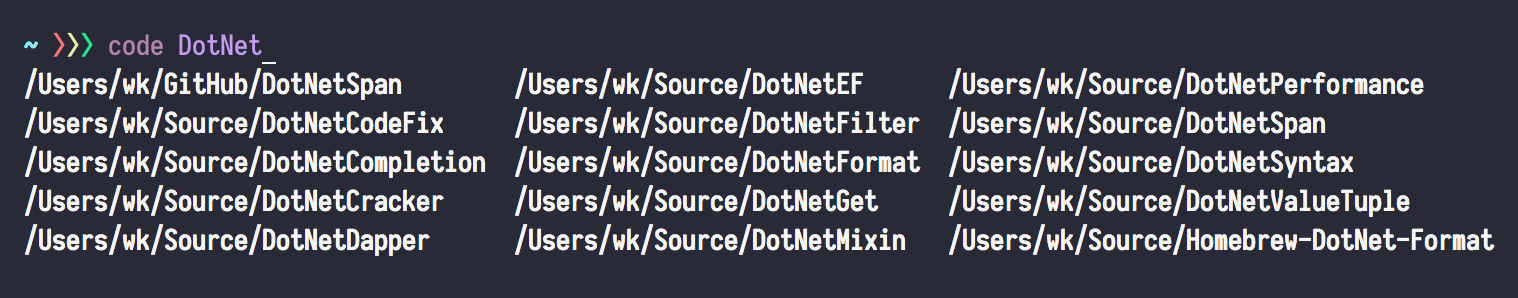 ~ ❯❯❯ code DotNet_
/Users/wk/GitHub/DotNetSpan /Users/wk/Source/DotNetEF /Users/wk/Source/DotNetPerformance
/Users/wk/Source/DotNetCodeFix /Users/wk/Source/DotNetFilter /Users/wk/Source/DotNetSpan
/Users/wk/Source/DotNetCompletion /Users/wk/Source/DotNetFormat /Users/wk/Source/DotNetSyntax
/Users/wk/Source/DotNetCracker /Users/wk/Source/DotNetGet /Users/wk/Source/DotNetValueTuple
/Users/wk/Source/DotNetDapper /Users/wk/Source/DotNetMixin /Users/wk/Source/Homebrew-DotNet-Format